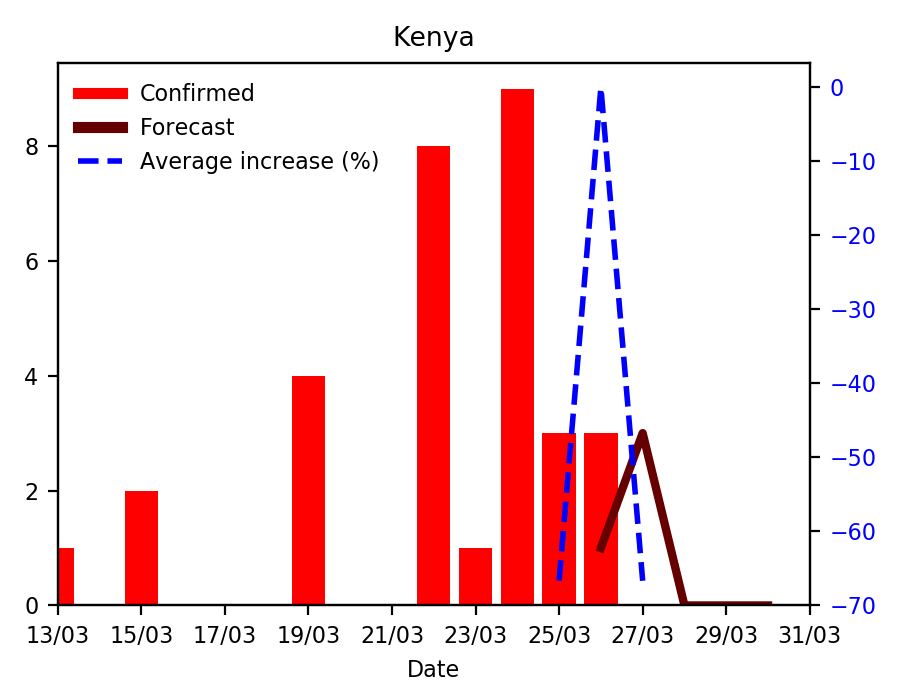 Kenya
Confirmed
Forecast
Average increase (%)
8
6
4
2
0
0
−10
−20
−30
−40
−50
−60
−70
13/03 15/03 17/03 19/03 21/03 23/03 25/03 27/03 29/03 31/03
Date